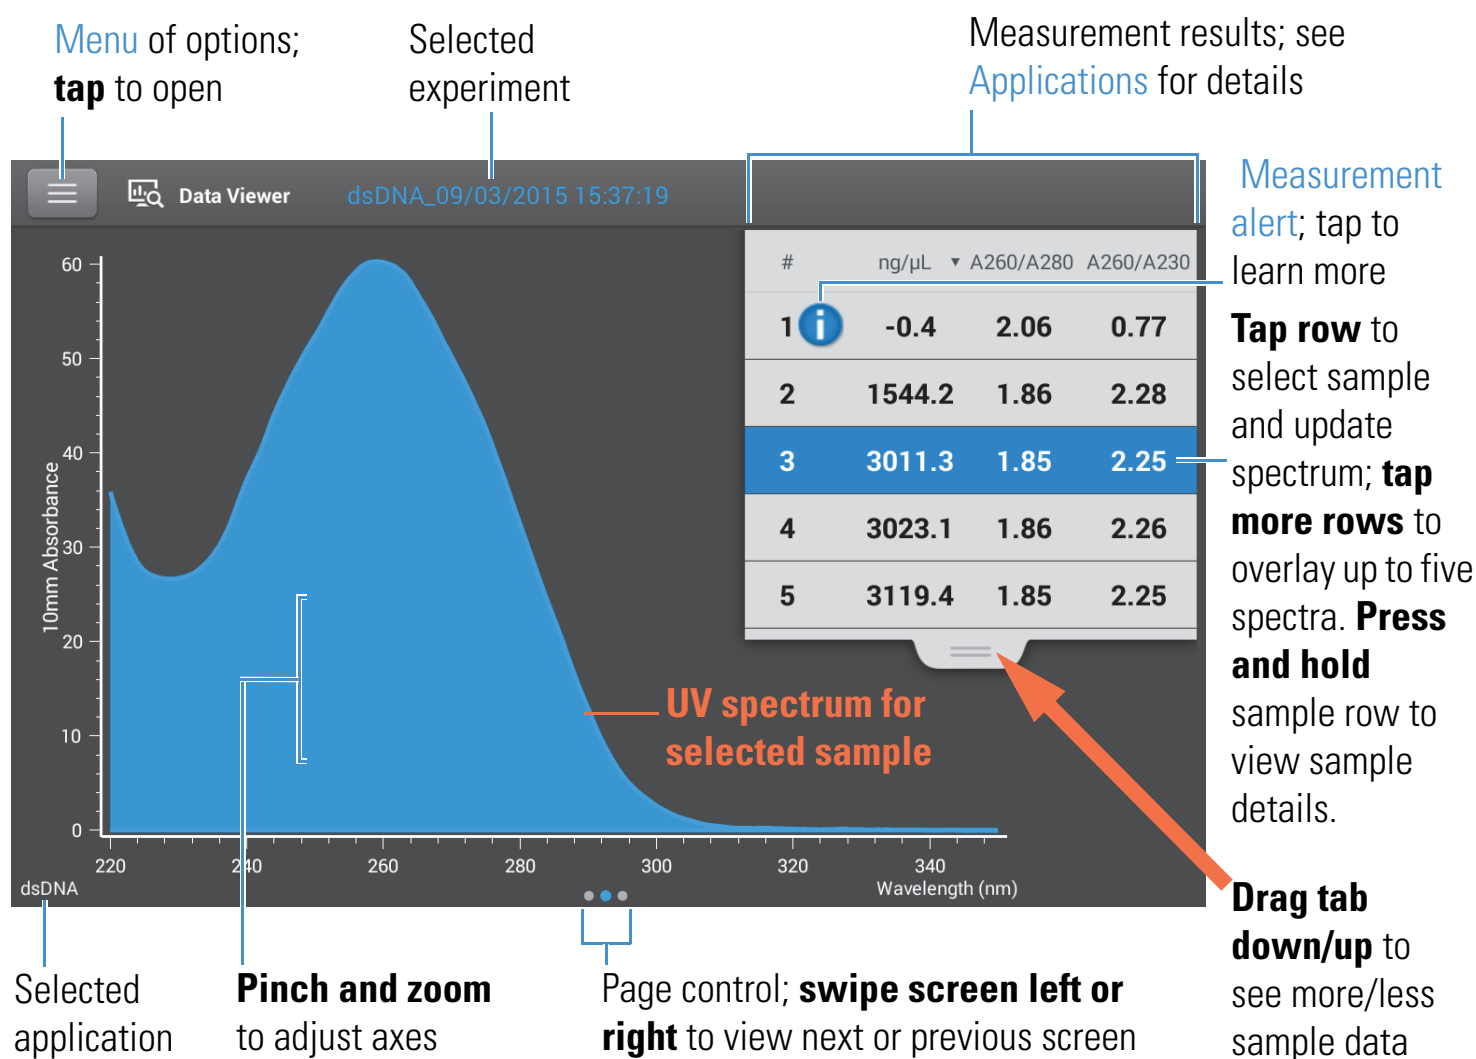 Menu of options;
tap to open
Selected
experiment
Measurement results; see
Applications for details
Data Viewer
dsDNA_09/03/2015 15:37:19
Measurement
alert; tap to
learn more
Tap row to
select sample
and update
spectrum; tap
more rows to
overlay up to five
spectra. Press
and hold
sample row to
view sample
details.
# ng/µL ▼ A260/A280 A260/A230
1 i -0.4 2.06 0.77
2 1544.2 1.86 2.28
3 3011.3 1.85 2.25
4 3023.1 1.86 2.26
5 3119.4 1.85 2.25
60
50
40
30
20
10
0
10mm Absorbance
UV spectrum for
selected sample
220 240 260 280 300 320 340
Wavelength (nm)
dsDNA
Drag tab
down/up to
see more/less
sample data
Selected
application
Pinch and zoom
to adjust axes
Page control; swipe screen left or
right to view next or previous screen